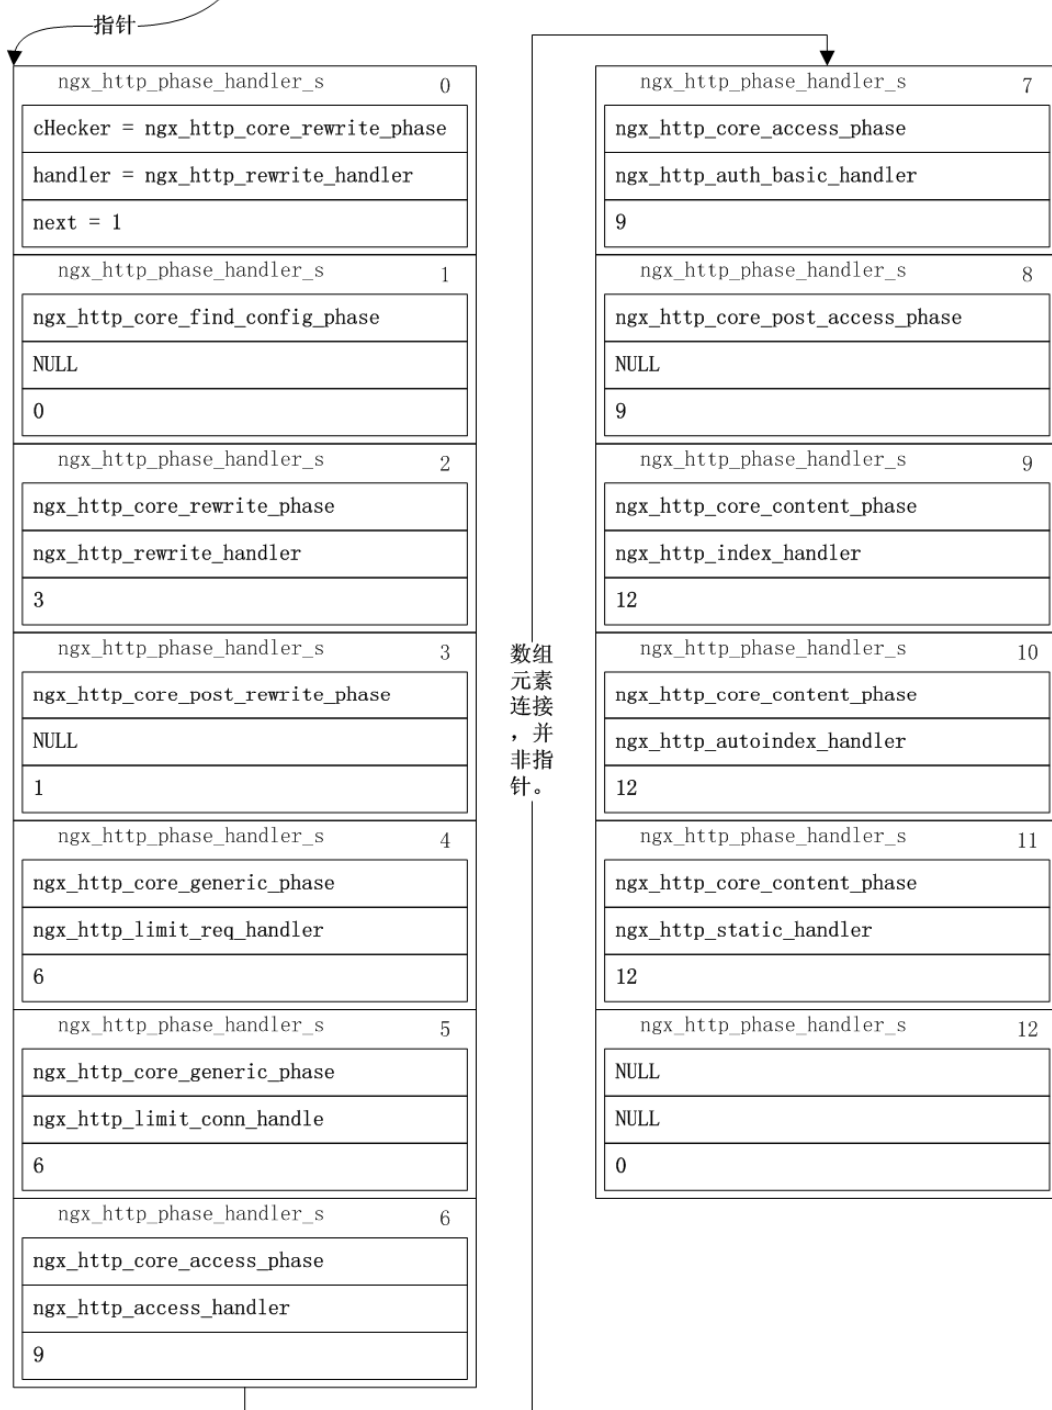 指针
ngx_http_phase_handler_s 0
cHecker = ngx_http_core_rewrite_phase
handler = ngx_http_rewrite_handler
next = 1
ngx_http_phase_handler_s 1
ngx_http_core_find_config_phase
NULL
0
ngx_http_phase_handler_s 2
ngx_http_core_rewrite_phase
ngx_http_rewrite_handler
3
ngx_http_phase_handler_s 3
ngx_http_core_post_rewrite_phase
NULL
1
ngx_http_phase_handler_s 4
ngx_http_core_generic_phase
ngx_http_limit_req_handler
6
ngx_http_phase_handler_s 5
ngx_http_core_generic_phase
ngx_http_limit_conn_handle
6
ngx_http_phase_handler_s 6
ngx_http_core_access_phase
ngx_http_access_handler
9
数组
元素
连接
，并
非指
针。
ngx_http_phase_handler_s 7
ngx_http_core_access_phase
ngx_http_auth_basic_handler
9
ngx_http_phase_handler_s 8
ngx_http_core_post_access_phase
NULL
9
ngx_http_phase_handler_s 9
ngx_http_core_content_phase
ngx_http_index_handler
12
ngx_http_phase_handler_s 10
ngx_http_core_content_phase
ngx_http_autoindex_handler
12
ngx_http_phase_handler_s 11
ngx_http_core_content_phase
ngx_http_static_handler
12
ngx_http_phase_handler_s 12
NULL
NULL
0